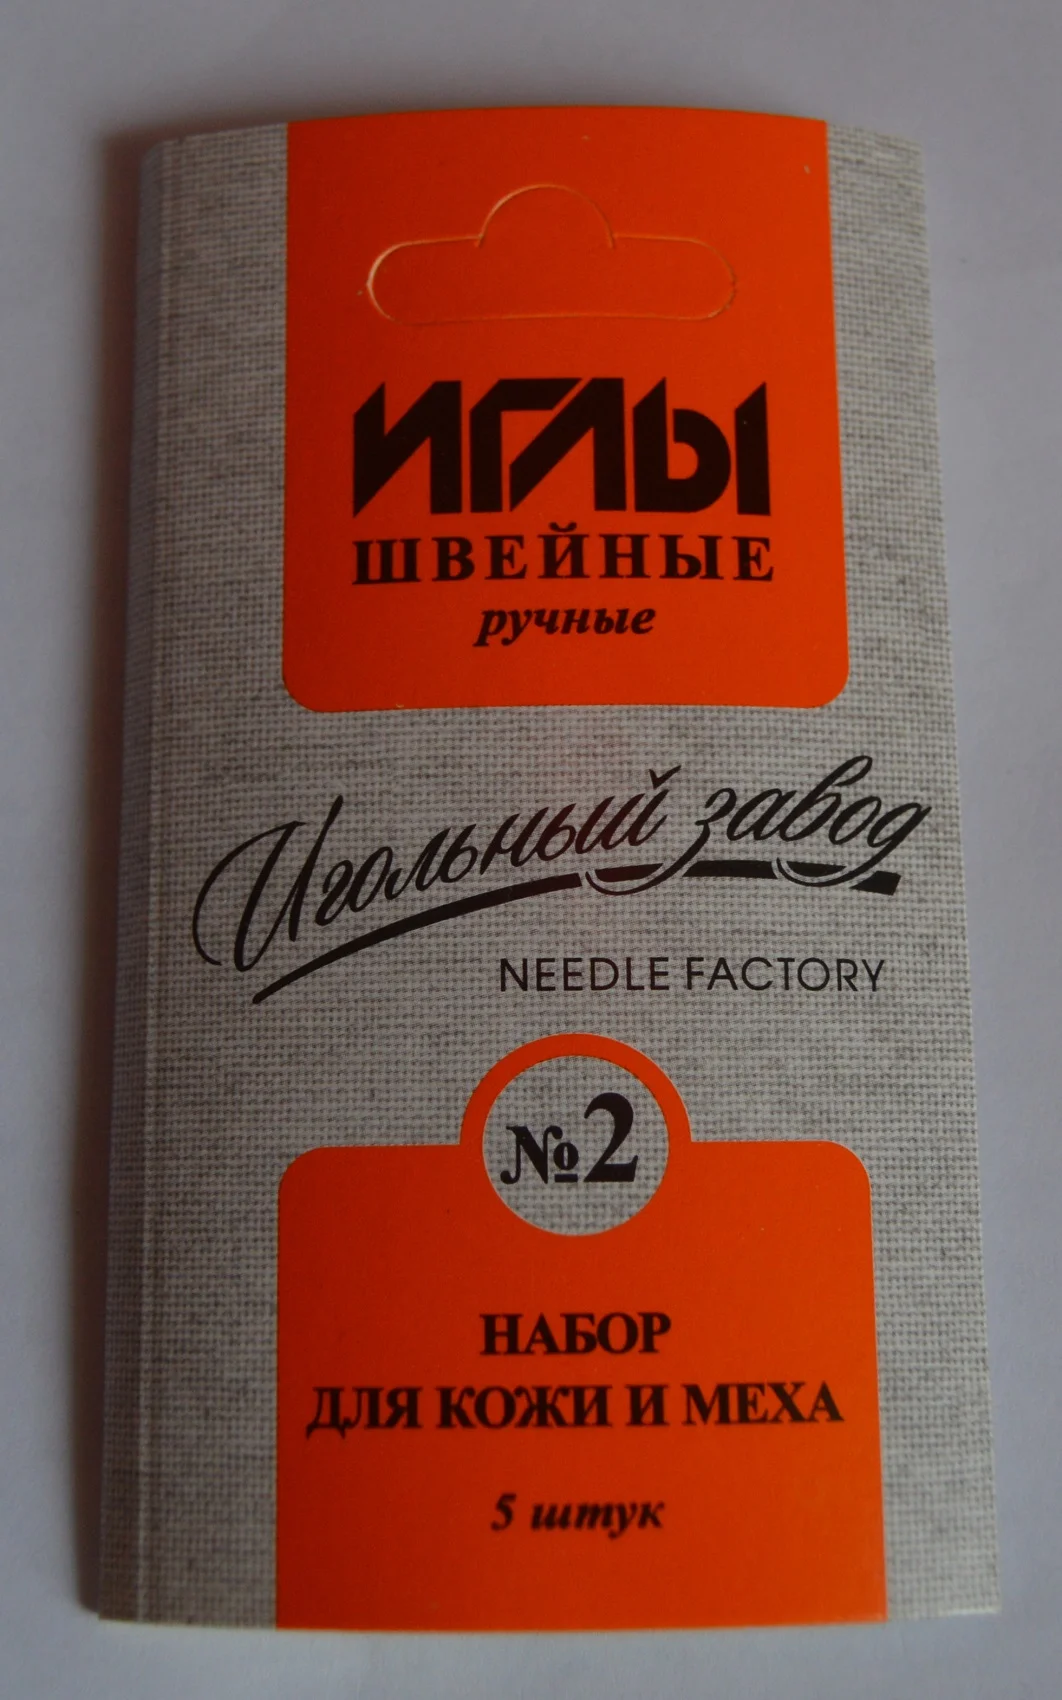 ИГЛЫ
ШВЕЙНЫЕ
ручные
Игольный завод
NEEDLE FACTORY
№2
НАБОР
ДЛЯ КОЖИ И МЕХА
5 штук